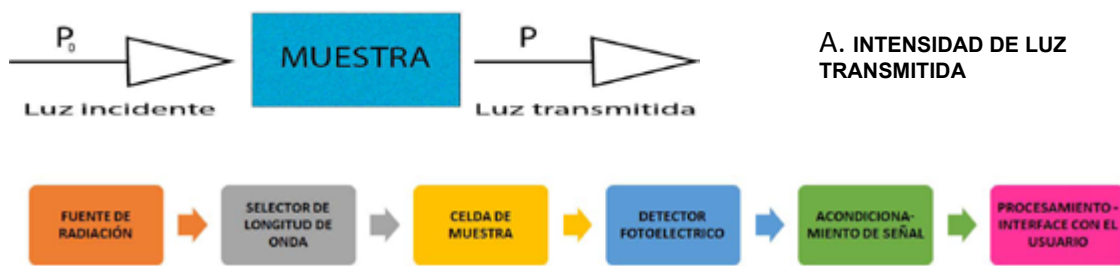 P₀
MUESTRA
P
Luz incidente
Luz transmitida
A. INTENSIDAD DE LUZ
TRANSMITIDA
FUENTE DE
RADIACIÓN
SELECTOR DE
LONGITUD DE
ONDA
CELDA DE
MUESTRA
DETECTOR
FOTOELECTRICO
ACONDICIONA-
MIENTO DE SEÑAL
PROCESAMIENTO -
INTERFACE CON EL
USUARIO